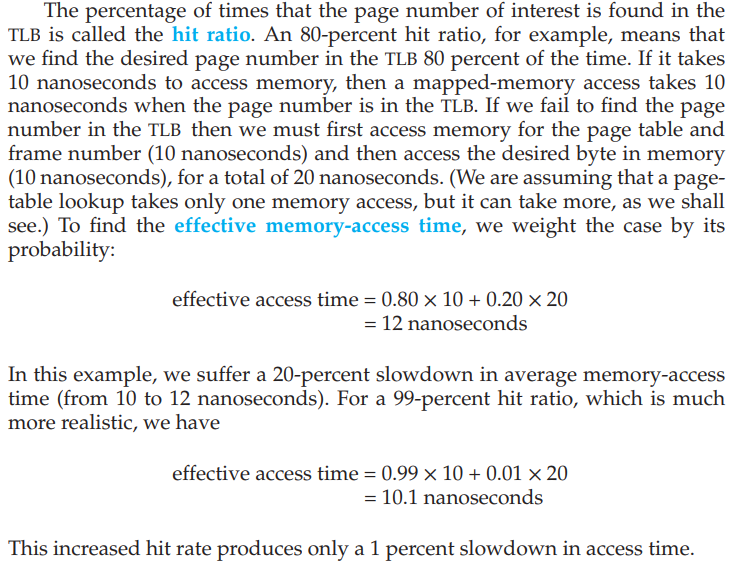 The percentage of times that the page number of interest is found in the
TLB is called the hit ratio. An 80-percent hit ratio, for example, means that
we find the desired page number in the TLB 80 percent of the time. If it takes
10 nanoseconds to access memory, then a mapped-memory access takes 10
nanoseconds when the page number is in the TLB. If we fail to find the page
number in the TLB then we must first access memory for the page table and
frame number (10 nanoseconds) and then access the desired byte in memory
(10 nanoseconds), for a total of 20 nanoseconds. (We are assuming that a page-
table lookup takes only one memory access, but it can take more, as we shall
see.) To find the effective memory-access time, we weight the case by its
probability:
effective access time = 0.80 × 10 + 0.20 × 20
= 12 nanoseconds
In this example, we suffer a 20-percent slowdown in average memory-access
time (from 10 to 12 nanoseconds). For a 99-percent hit ratio, which is much
more realistic, we have
effective access time = 0.99 × 10 + 0.01 × 20
= 10.1 nanoseconds
This increased hit rate produces only a 1 percent slowdown in access time.